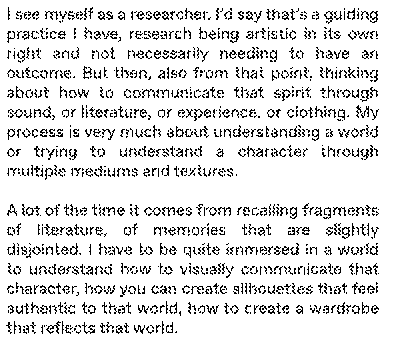 I see myself as a researcher. I'd say that's a guiding
practice I have, research being artistic in its own
right and not necessarily needing to have an
outcome. But then, also from that point, thinking
about how to communicate that spirit through
sound, or literature, or experience, or clothing. My
process is very much about understanding a world
or trying to understand a character through
multiple mediums and textures.

A lot of the time it comes from recalling fragments
of literature, of memories that are slightly
disjointed. I have to be quite immersed in a world
to understand how to visually communicate that
character, how you can create silhouettes that feel
authentic to that world, how to create a wardrobe
that reflects that world.